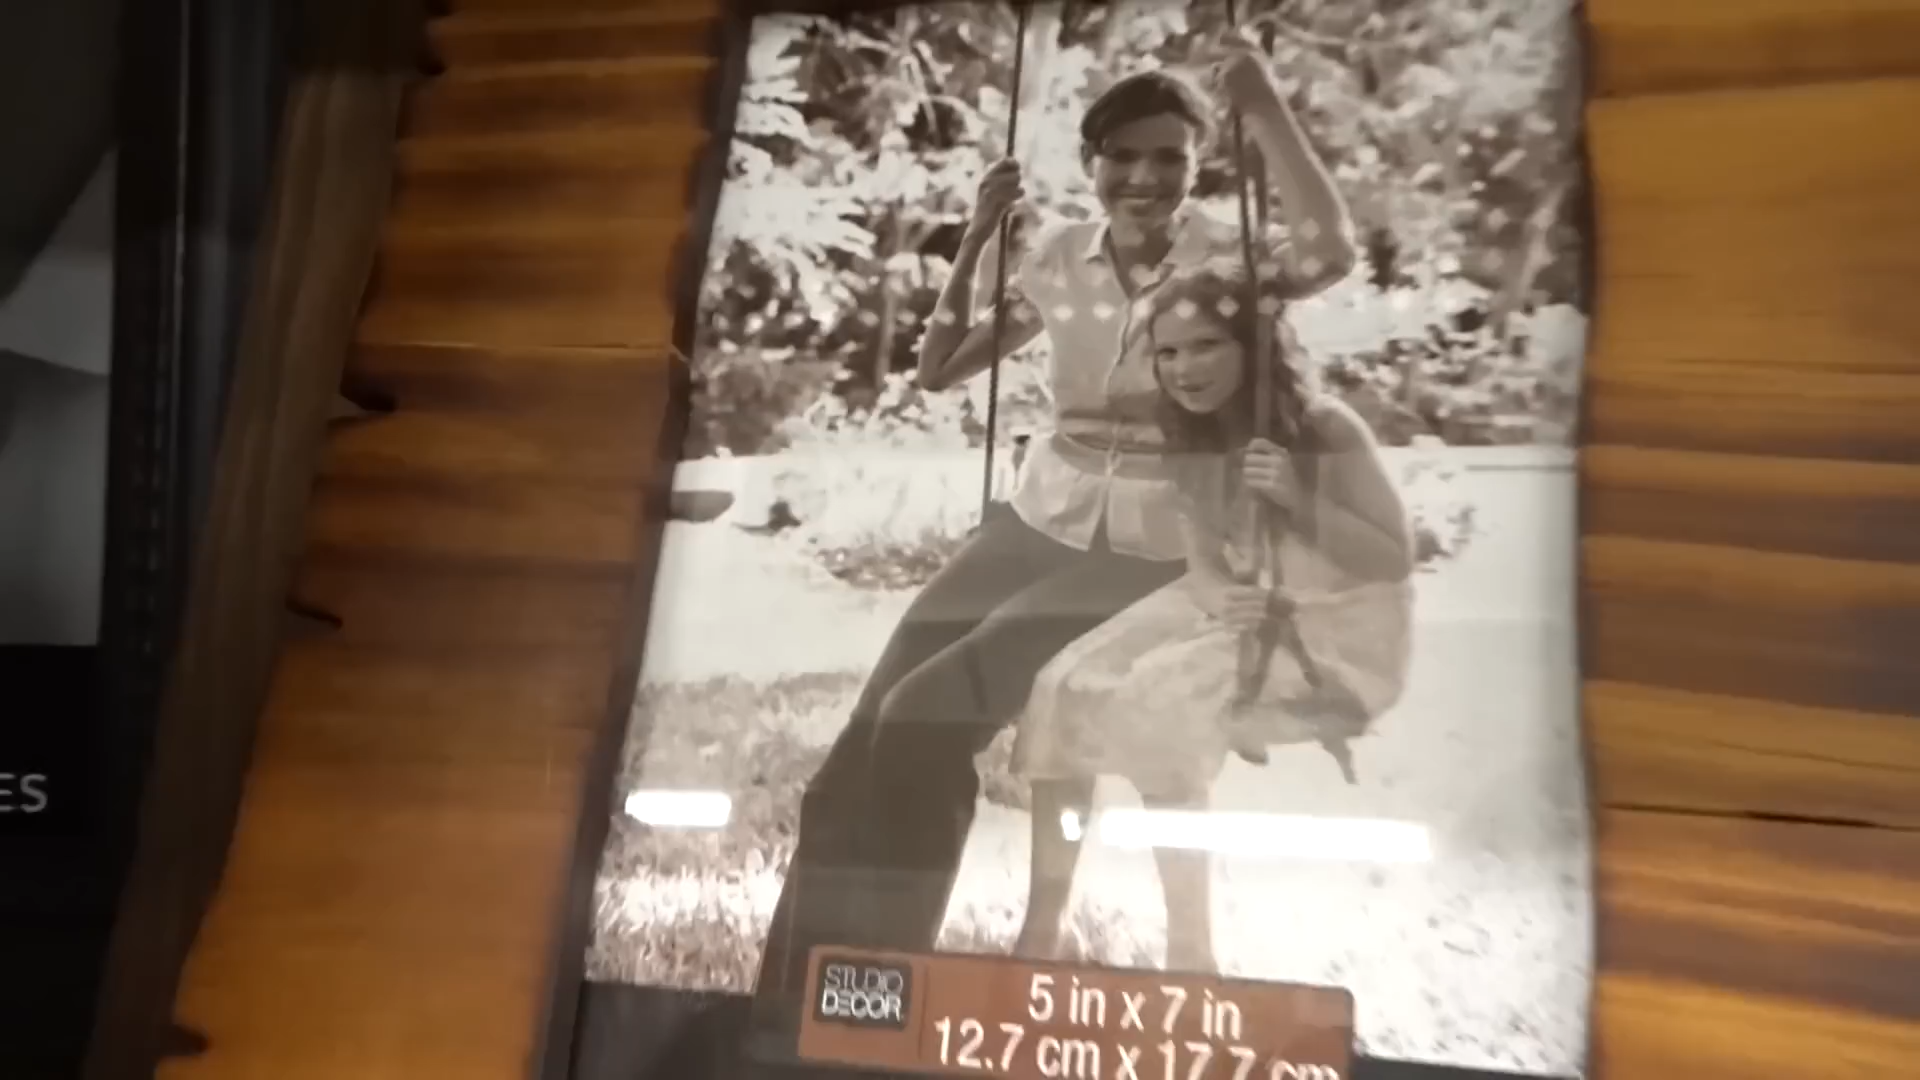 ES
STUDIO
DECOR
5 in x 7 in
12.7 cm x 17.7 cm